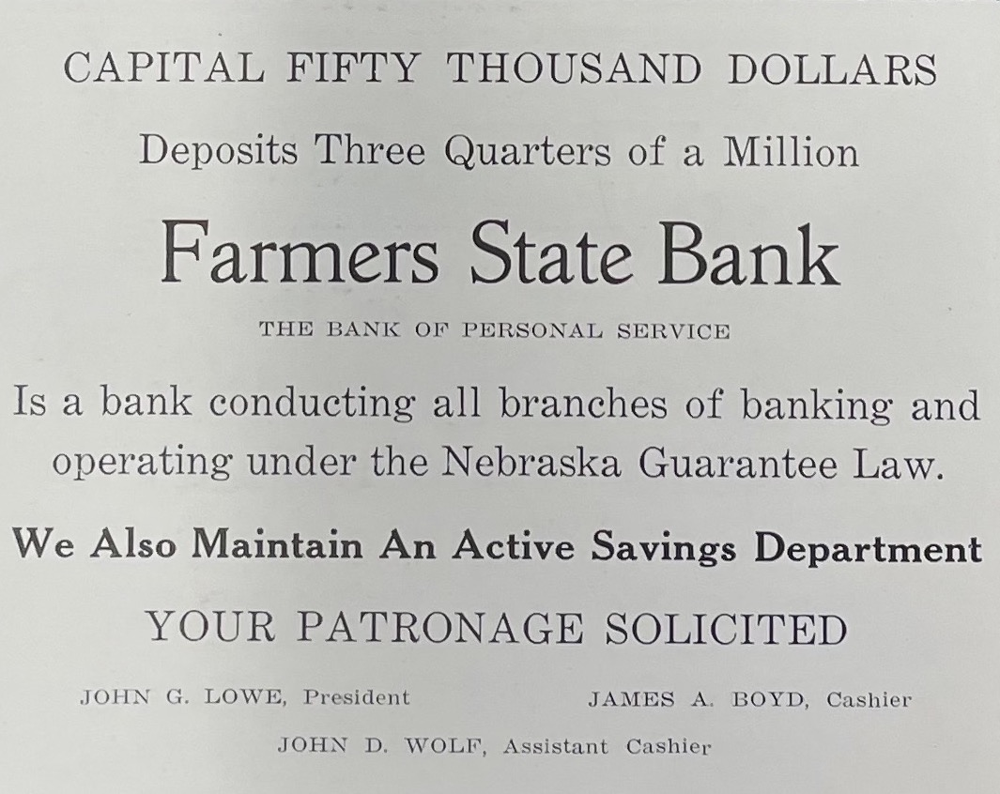 CAPITAL FIFTY THOUSAND DOLLARS
Deposits Three Quarters of a Million
Farmers State Bank
THE BANK OF PERSONAL SERVICE
Is a bank conducting all branches of banking and
operating under the Nebraska Guarantee Law.
We Also Maintain An Active Savings Department
YOUR PATRONAGE SOLICITED
JOHN G. LOWE, President JAMES A. BOYD, Cashier
JOHN D. WOLF, Assistant Cashier